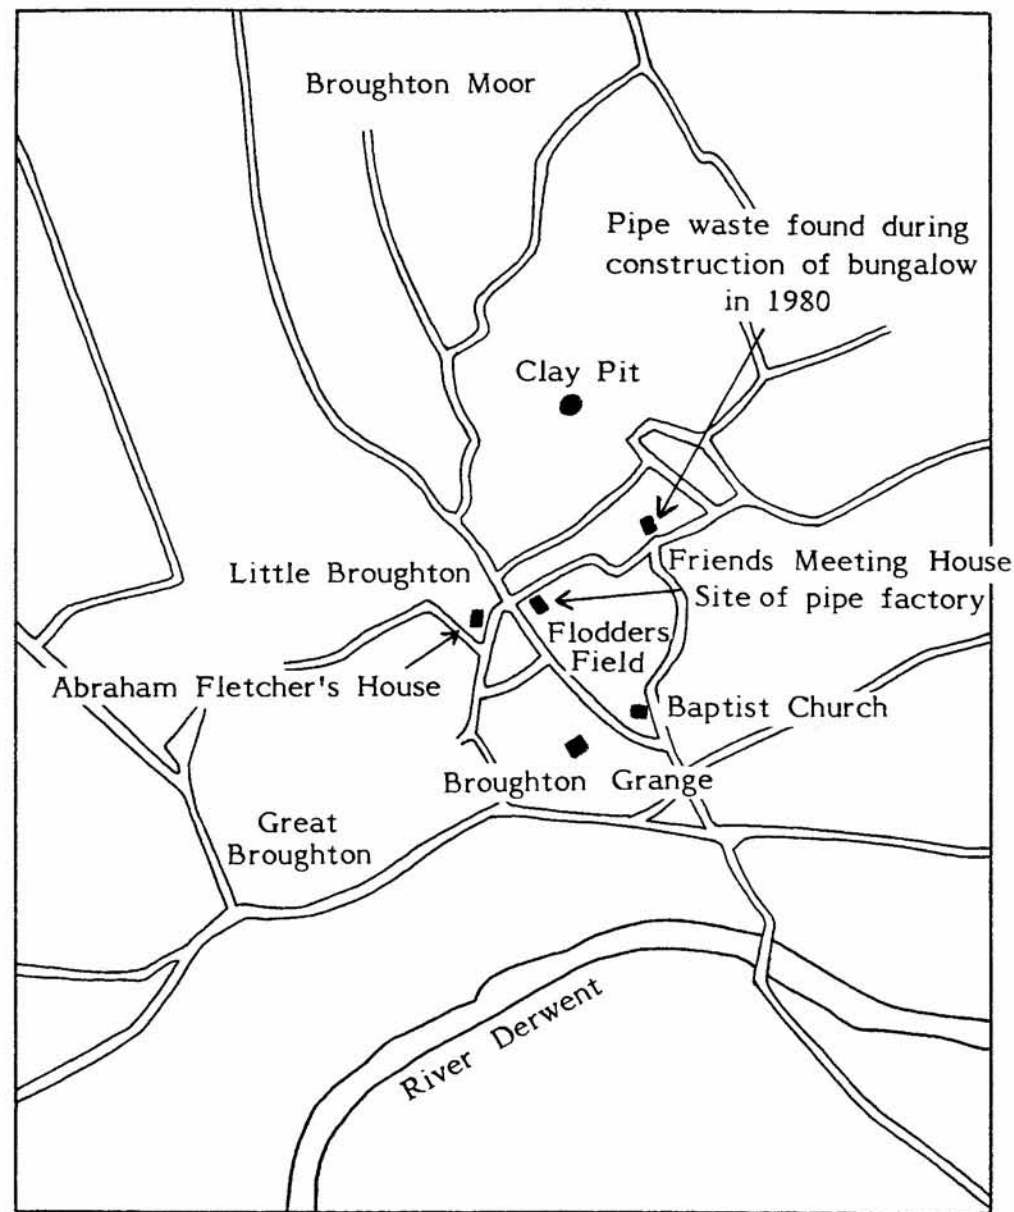 Broughton Moor
Pipe waste found during
construction of bungalow
in 1980
Clay Pit
Little Broughton
Friends Meeting House
Site of pipe factory
Flodders
Field
Abraham Fletcher's House
Baptist Church
Broughton Grange
Great
Broughton
River Derwent